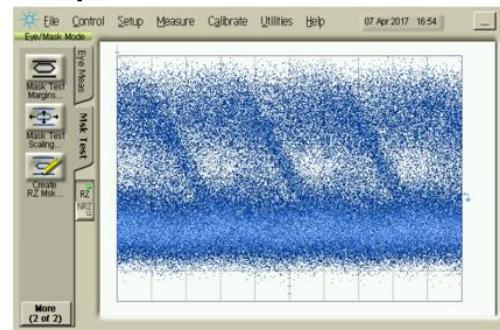 File Control Setup Measure Calibrate Utilities Help 07 Apr 2017 16:54
Eye/Mask Mode
Eye Meas
Mask Test
Margins...
Msk Test
Mask Test
Scaling...
Create
RZ Msk...
RZ
NRZ
More
(2 of 2)